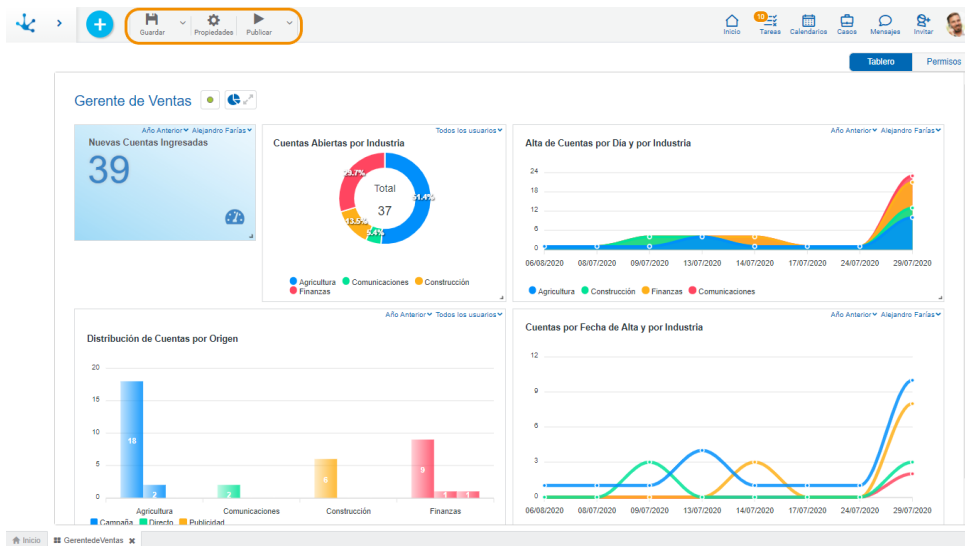 Guardar Propiedades Publicar
10
Inicio Tareas Calendarios Casos Mensajes Invitar
Tablero Permisos
Gerente de Ventas
Año Anterior Alejandro Farías
Nuevas Cuentas Ingresadas
39
Todos los usuarios
Cuentas Abiertas por Industria
Total
37
51.4%
5.4%
13.5%
29.7%
Agricultura Comunicaciones Construcción
Finanzas
Año Anterior Alejandro Farías
Alta de Cuentas por Dia y por Industria
24
18
12
6
0
06/08/2020 08/07/2020 09/07/2020 13/07/2020 14/07/2020 17/07/2020 24/07/2020 29/07/2020
Agricultura Construcción Finanzas Comunicaciones
Año Anterior Todos los usuarios
Distribución de Cuentas por Origen
20
15
10
5
0
18
2
2
6
9
1
1
Agricultura Comunicaciones Construcción Finanzas
Campaña Directo Publicidad
Año Anterior Alejandro Farías
Cuentas por Fecha de Alta y por Industria
12
9
6
3
0
06/08/2020 08/07/2020 09/07/2020 13/07/2020 14/07/2020 17/07/2020 24/07/2020 29/07/2020
Inicio GerentedeVentas